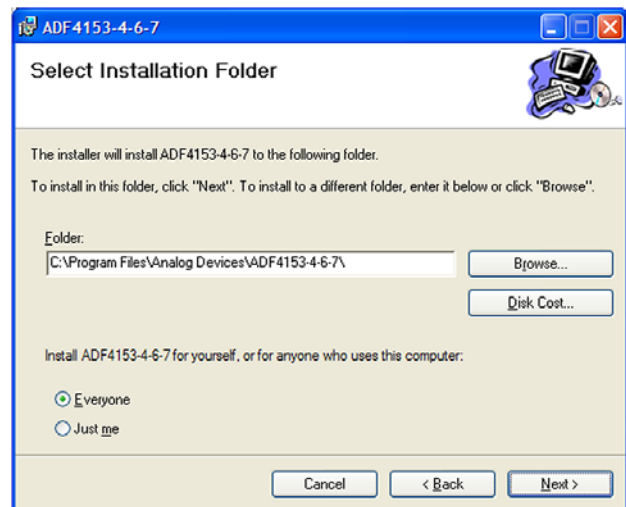 ADF4153-4-6-7
Select Installation Folder
The installer will install ADF4153-4-6-7 to the following folder.
To install in this folder, click "Next". To install to a different folder, enter it below or click "Browse".
Folder:
C:\Program Files\Analog Devices\ADF4153-4-6-7\
Browse...
Disk Cost...
Install ADF4153-4-6-7 for yourself, or for anyone who uses this computer:
Everyone
Just me
Cancel
< Back
Next >